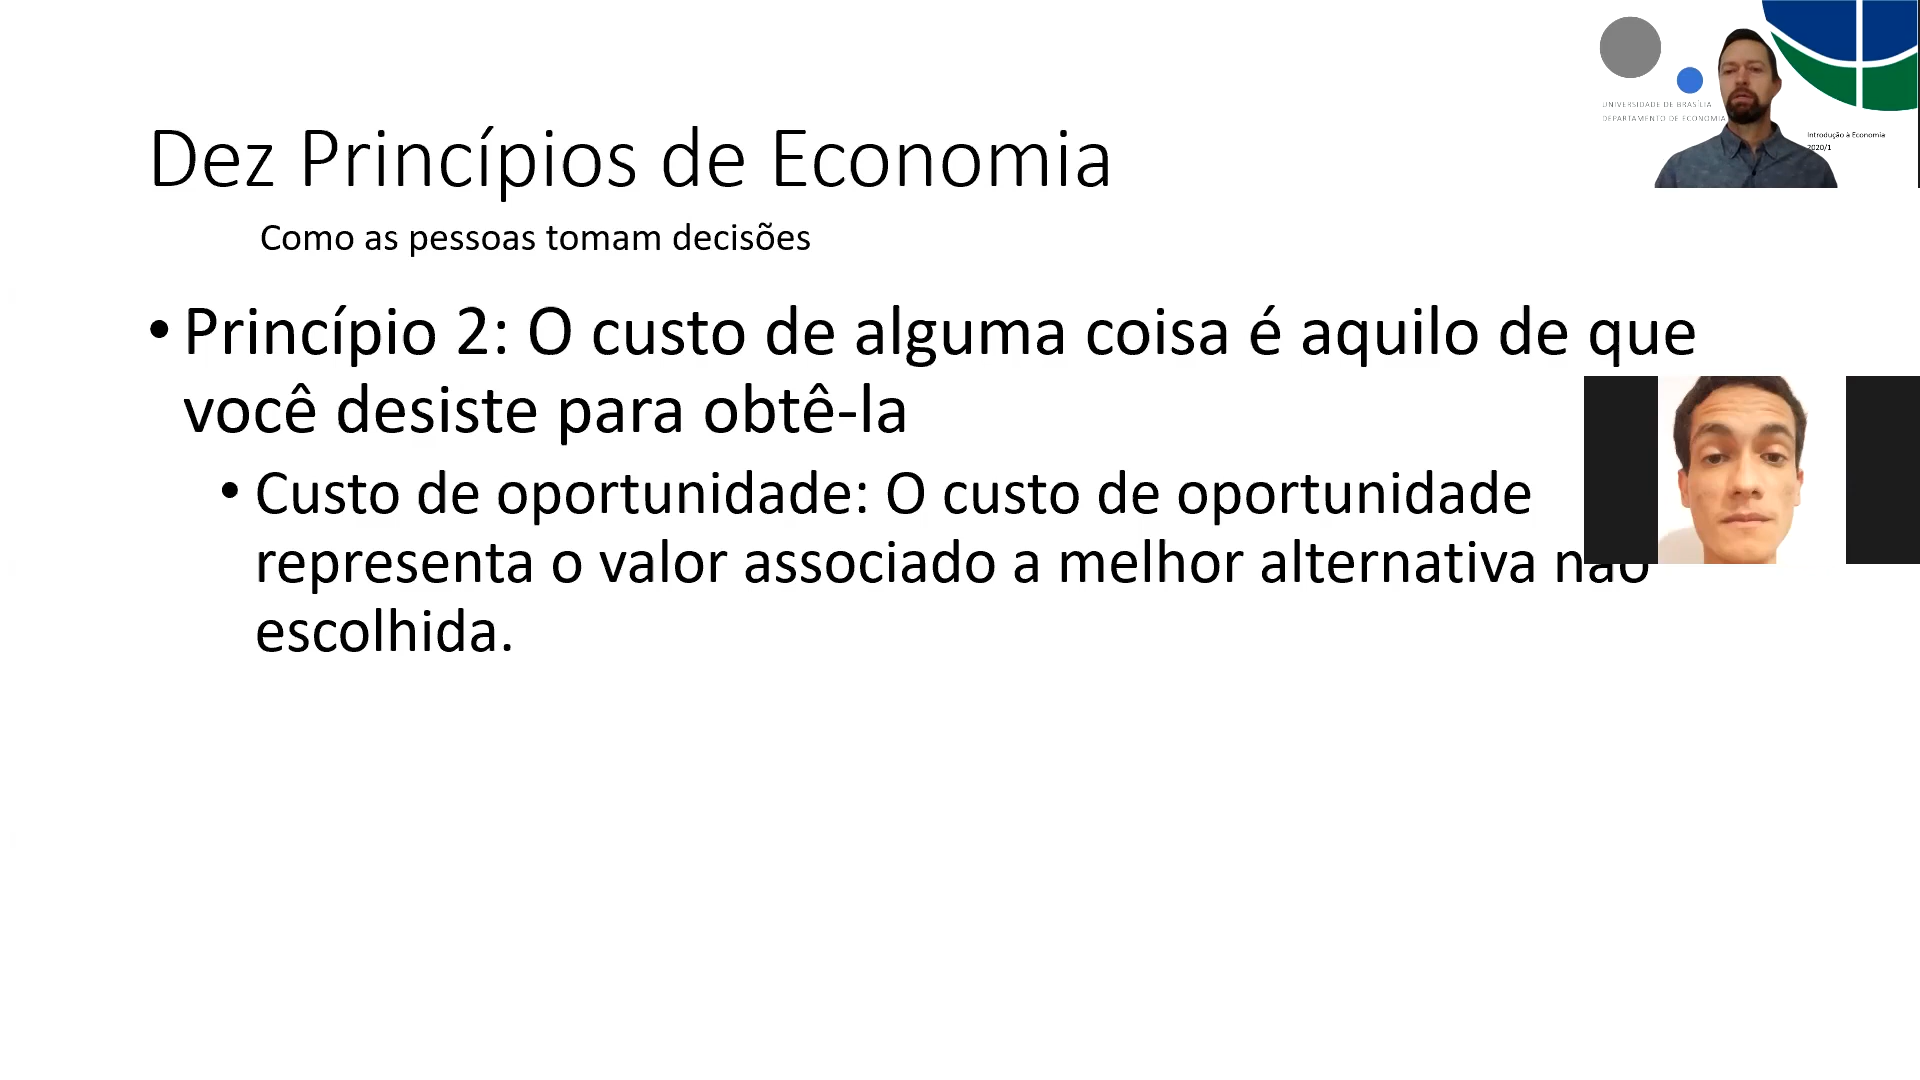 UNIVERSIDADE DE BRASÍLIA
DEPARTAMENTO DE ECONOMIA
Introdução à Economia
2020/1
Dez Princípios de Economia
Como as pessoas tomam decisões
• Princípio 2: O custo de alguma coisa é aquilo de que
você desiste para obtê-la
• Custo de oportunidade: O custo de oportunidade
representa o valor associado a melhor alternativa não
escolhida.